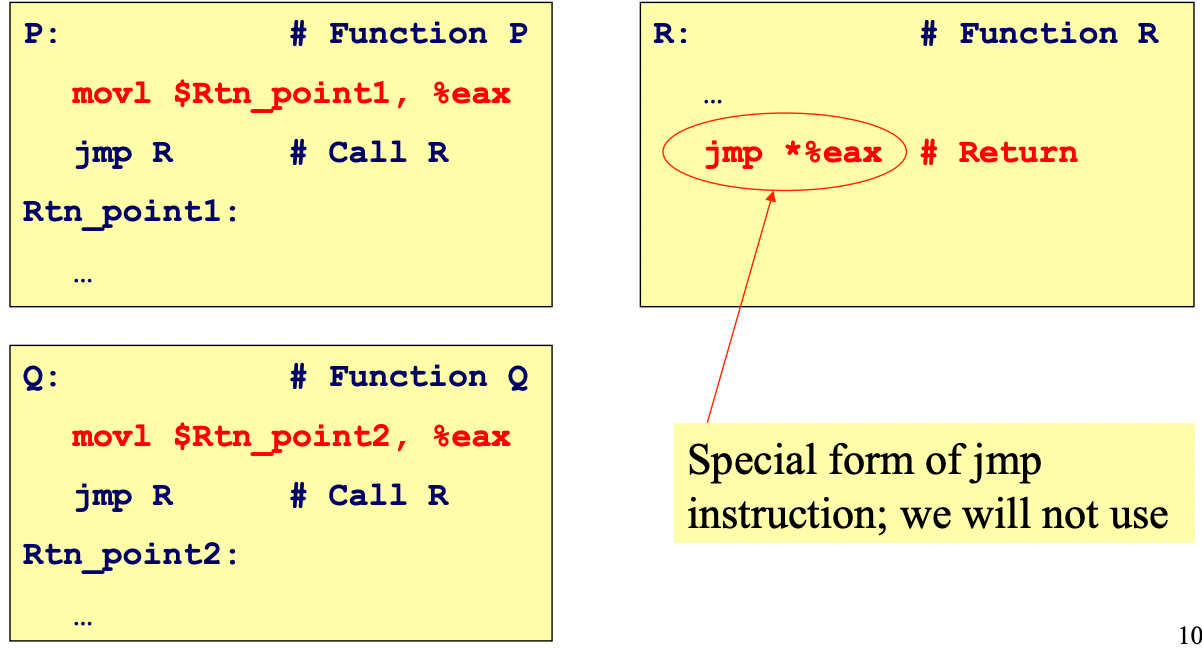 P: # Function P
movl $Rtn_point1, %eax
jmp R # Call R
Rtn_point1:
…
R: # Function R
…
jmp *%eax # Return
Q: # Function Q
movl $Rtn_point2, %eax
jmp R # Call R
Rtn_point2:
…
Special form of jmp
instruction; we will not use
10